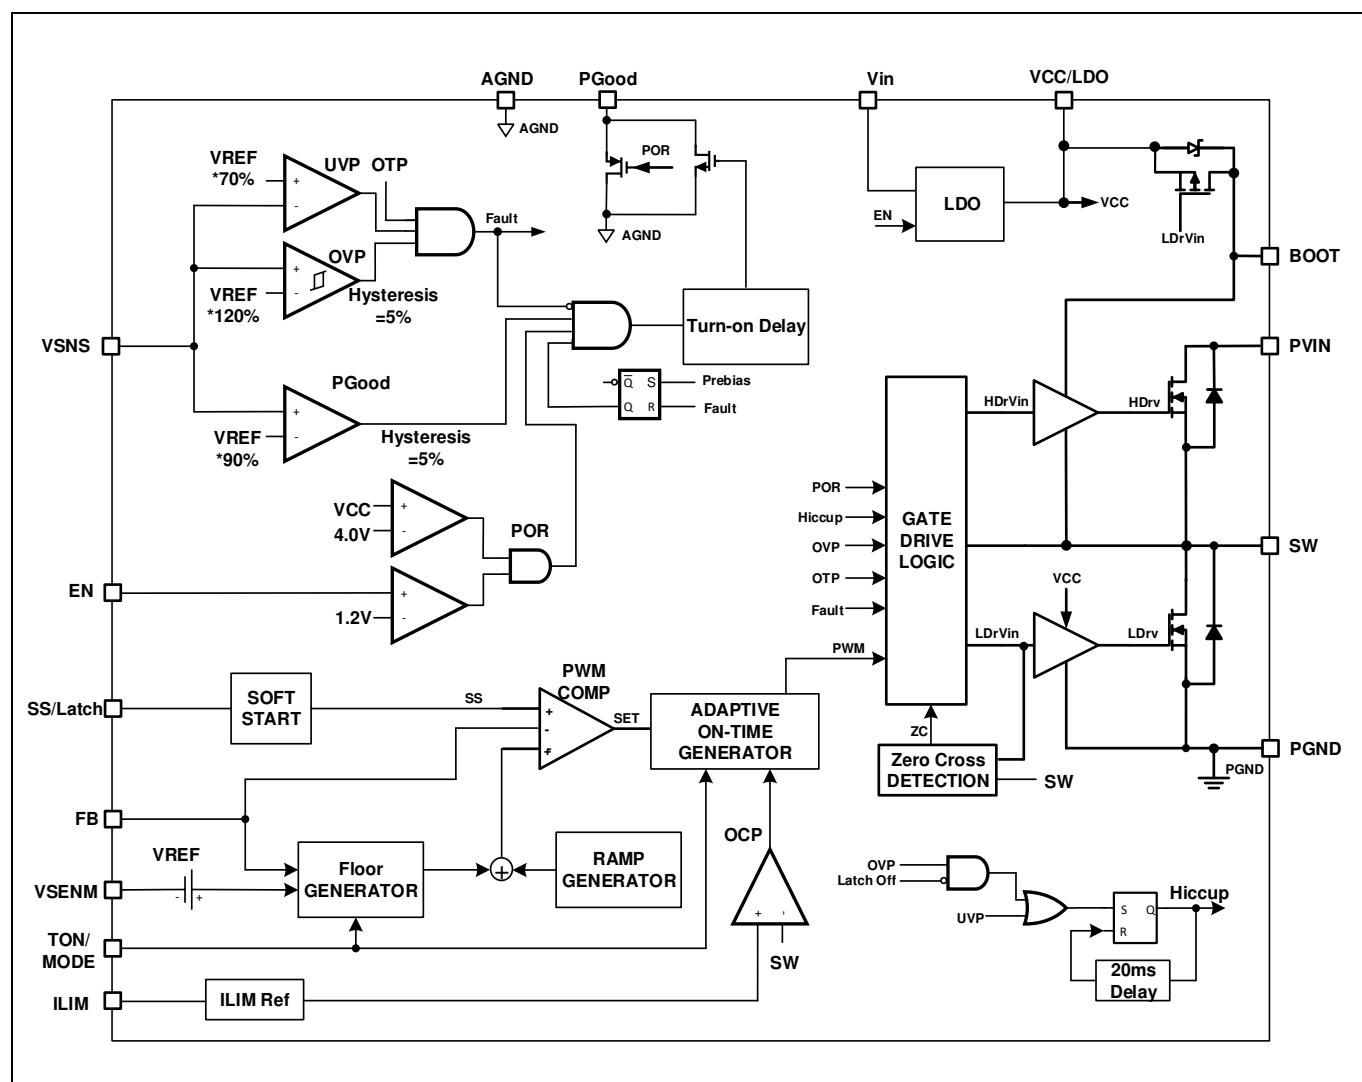 AGND
PGood
Vin
VCC/LDO
AGND
POR
VREF
*70%
UVP
OTP
+
-
Fault
AGND
LDO
EN
VCC
LDrVin
OVP
+
-
VREF
*120%
Hysteresis
=5%
BOOT
Turn-on Delay
VSNS
PVIN
PGood
Q
S
Prebias
Q
R
Fault
+
-
VREF
*90%
Hysteresis
=5%
HDrVin
HDrv
VCC
4.0V
+
-
POR
POR
Hiccup
OVP
OTP
Fault
GATE
DRIVE
LOGIC
SW
EN
+
-
1.2V
VCC
LDrVin
LDrv
PWM
SS/Latch
SOFT
START
SS
PWM
COMP
+
-
+
SET
ADAPTIVE
ON-TIME
GENERATOR
ZC
Zero Cross
DETECTION
SW
PGND
PGND
FB
VREF
Floor
GENERATOR
+
RAMP
GENERATOR
OCP
VSENM
-
+
+
-
SW
OVP
Latch Off
UVP
S
Q
R
Hiccup
20ms
Delay
TON/
MODE
ILIM
ILIM Ref